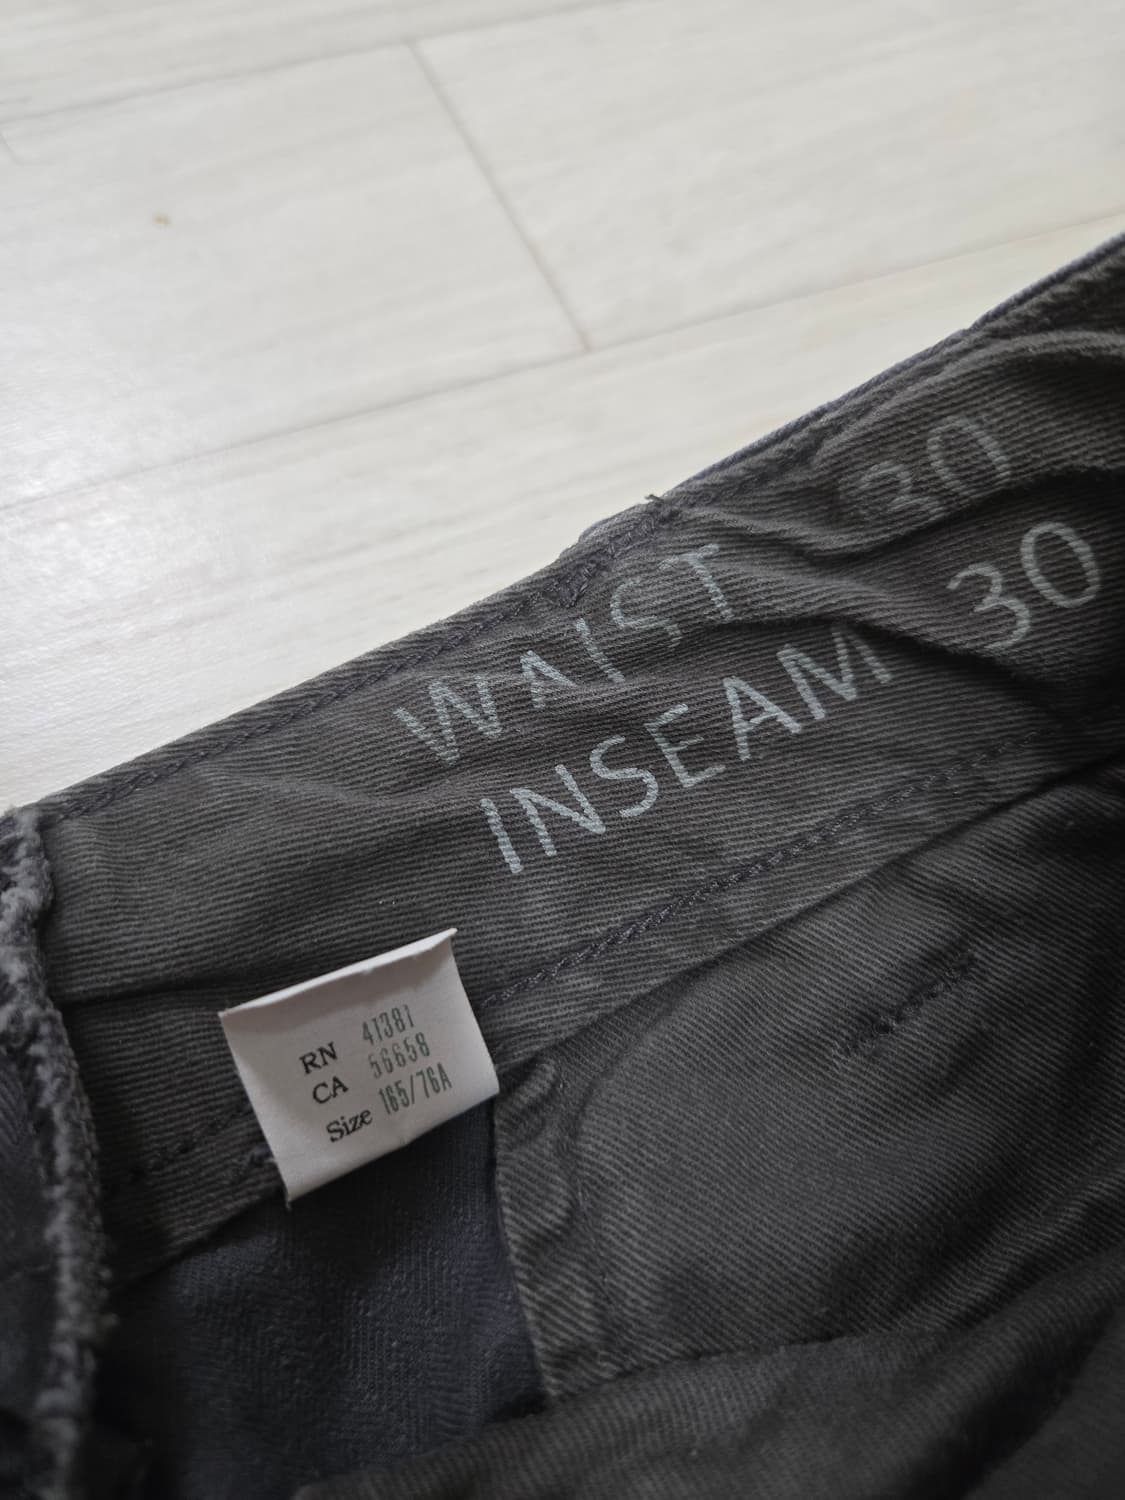 WAIST 30
INSEAM 30
RN 41381
CA 56658
Size 165/76A